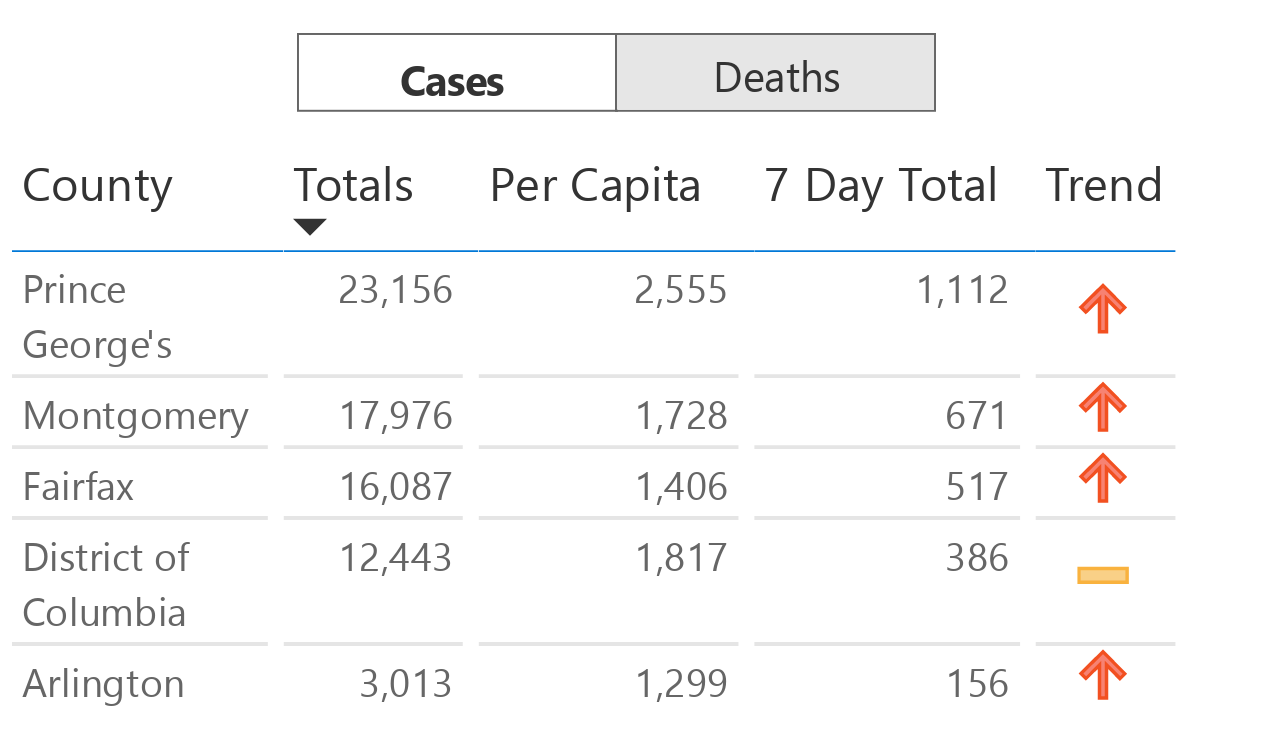 Cases Deaths
County Totals Per Capita 7 Day Total Trend
Prince 23,156 2,555 1,112
George's
Montgomery 17,976 1,728 671
Fairfax 16,087 1,406 517
District of 12,443 1,817 386
Columbia
Arlington 3,013 1,299 156